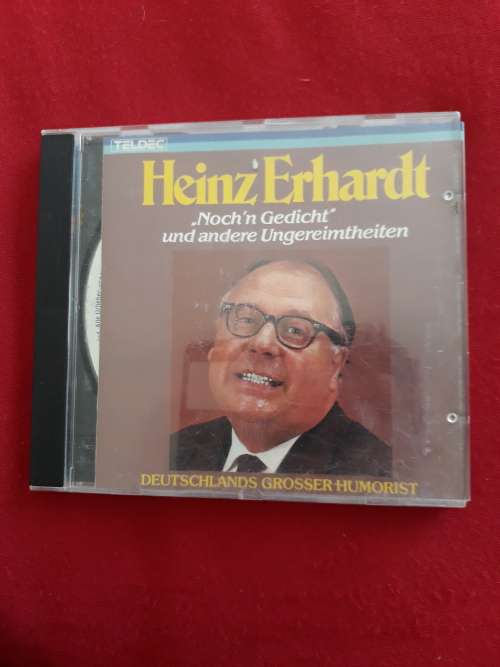 TELDEC
Heinz Erhardt
„Noch'n Gedicht"
und andere Ungereimtheiten
DEUTSCHLANDS GROSSER HUMORIST